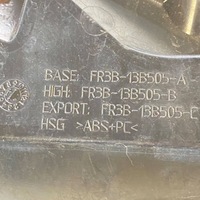 BASE: FR3B-13B505-A
HIGH: FR3B-13B505-B
EXPORT: FR3B-13B505-C
HSG >ABS+PC<